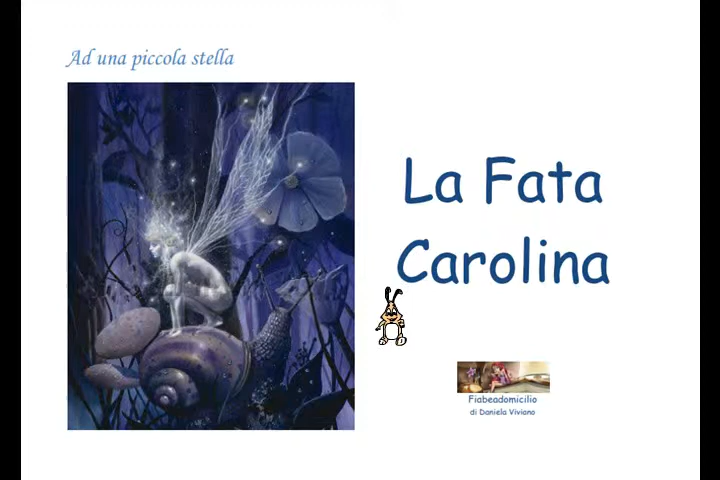 Ad una piccola stella
La Fata
Carolina
Fiabeadomicilio
di Daniela Viviano